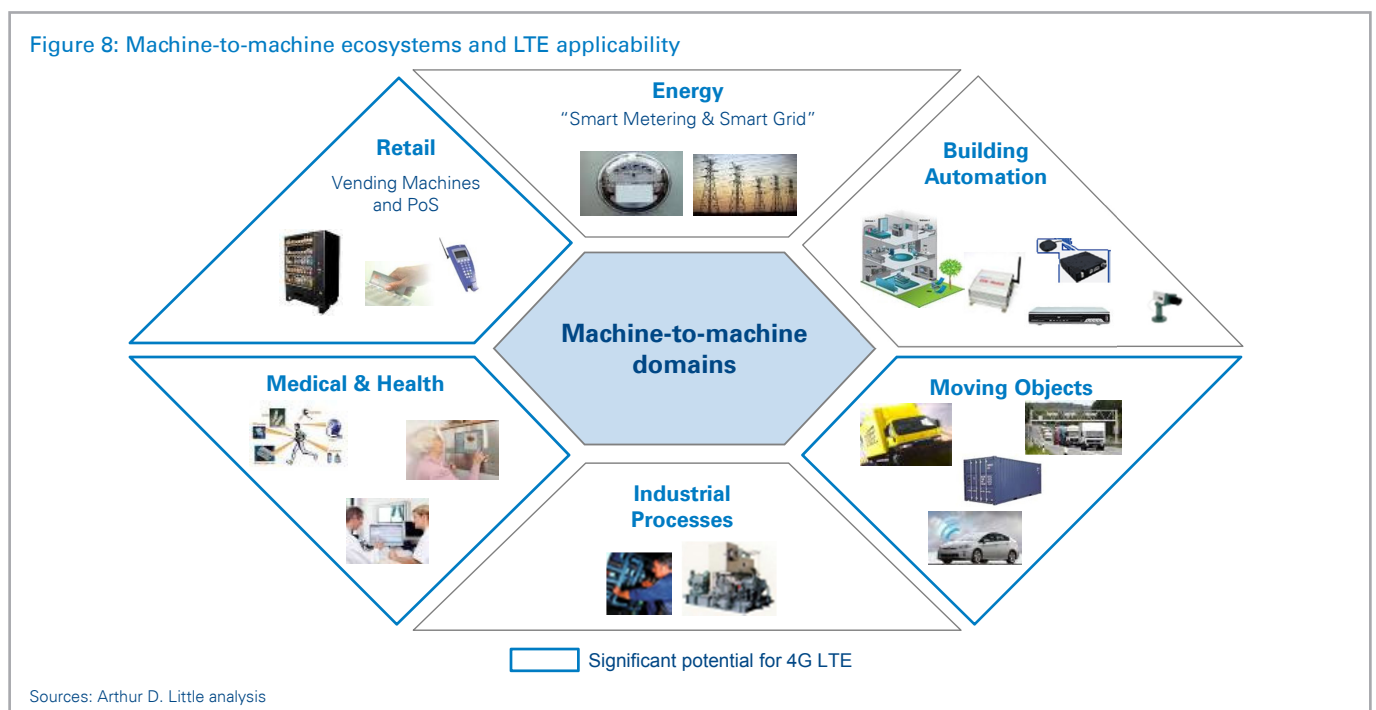 Figure 8: Machine-to-machine ecosystems and LTE applicability
Energy
“Smart Metering & Smart Grid”
Retail
Vending Machines
and PoS
Building
Automation
Machine-to-machine
domains
Medical & Health
Moving Objects
Industrial
Processes
Significant potential for 4G LTE
Sources: Arthur D. Little analysis